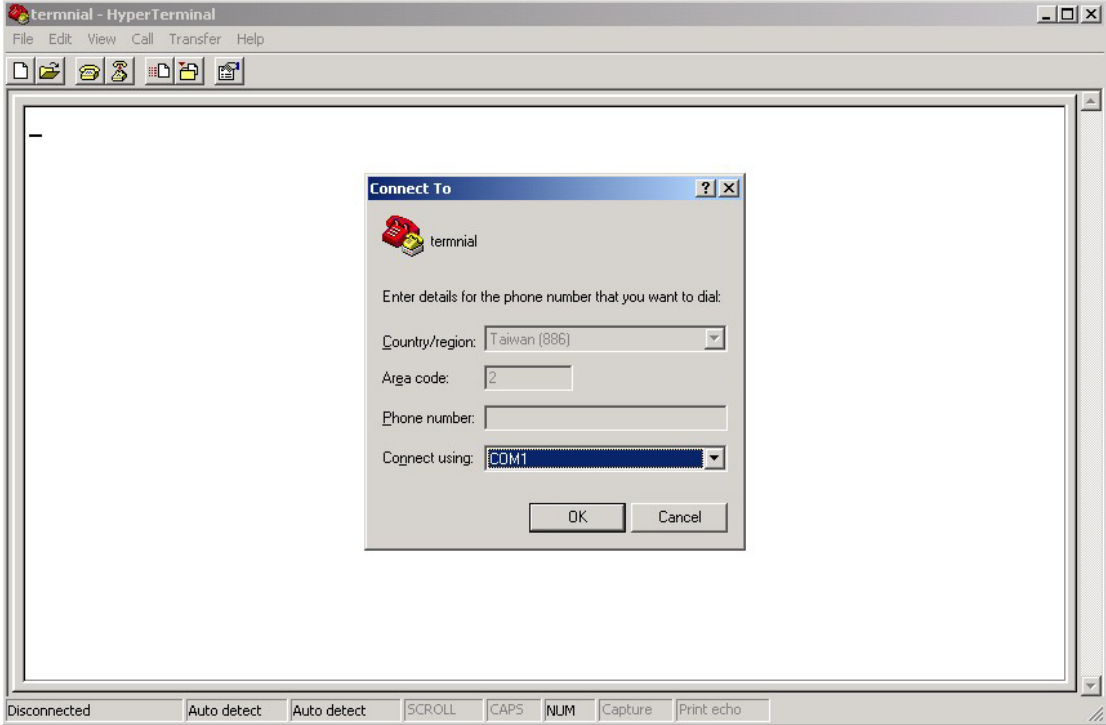 termnial - HyperTerminal
File Edit View Call Transfer Help
Connect To
termnial
Enter details for the phone number that you want to dial:
Country/region: Taiwan (886)
Area code: 2
Phone number:
Connect using: COM1
OK Cancel
Disconnected Auto detect Auto detect SCROLL CAPS NUM Capture Print echo